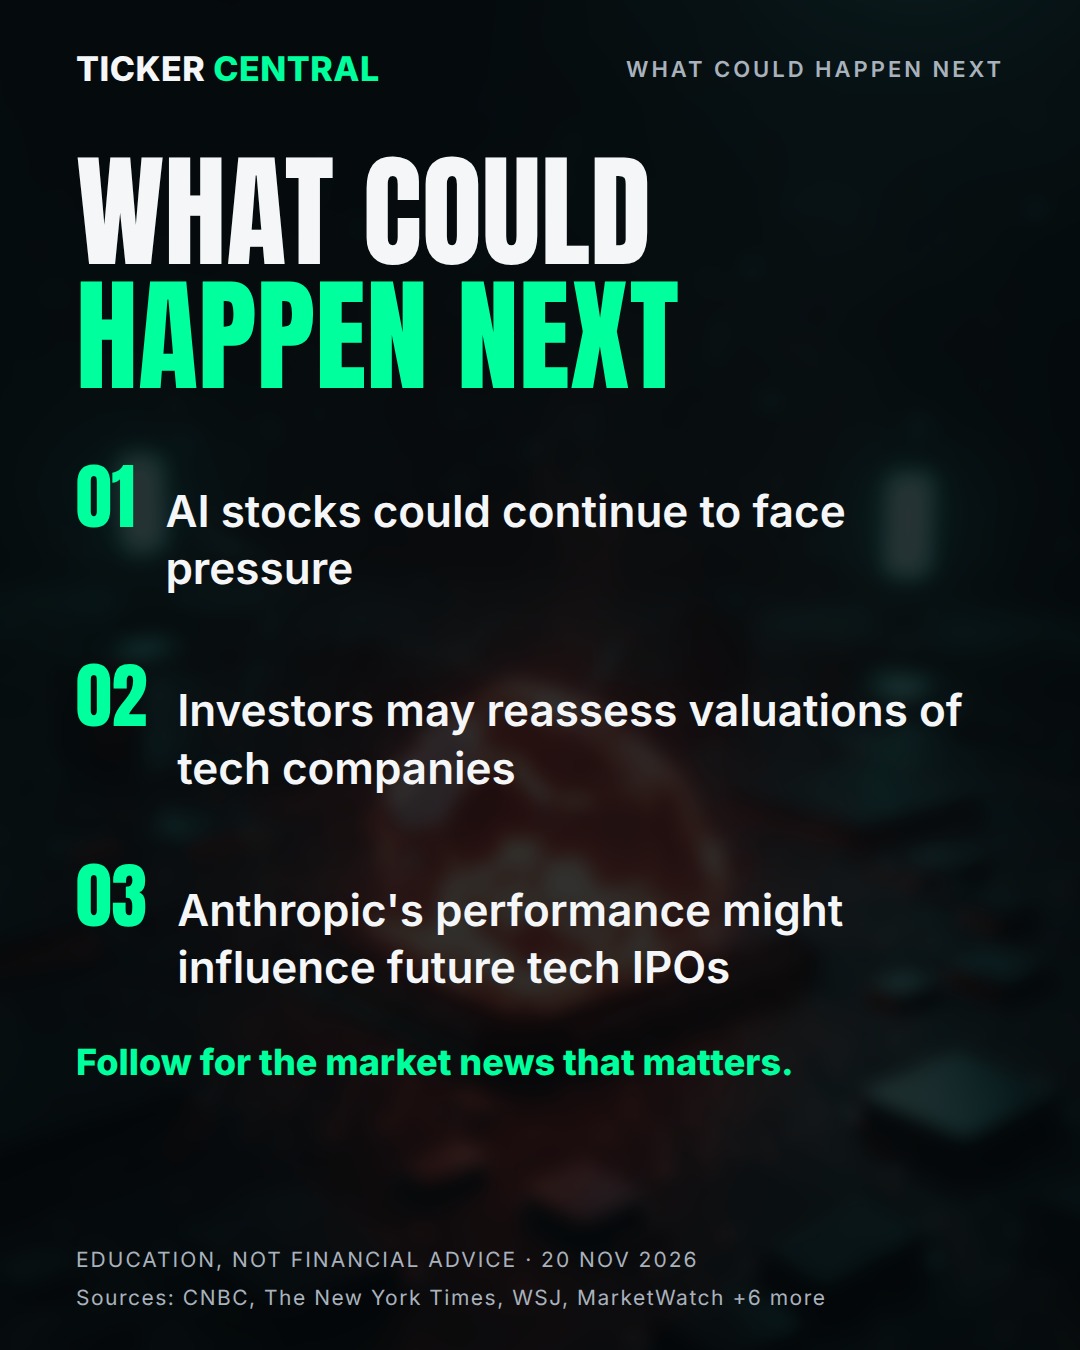 TICKER CENTRAL
WHAT COULD HAPPEN NEXT
WHAT COULD
HAPPEN NEXT
01
AI stocks could continue to face
pressure
02
Investors may reassess valuations of
tech companies
03
Anthropic's performance might
influence future tech IPOs
Follow for the market news that matters.
EDUCATION, NOT FINANCIAL ADVICE · 20 NOV 2026
Sources: CNBC, The New York Times, WSJ, MarketWatch +6 more